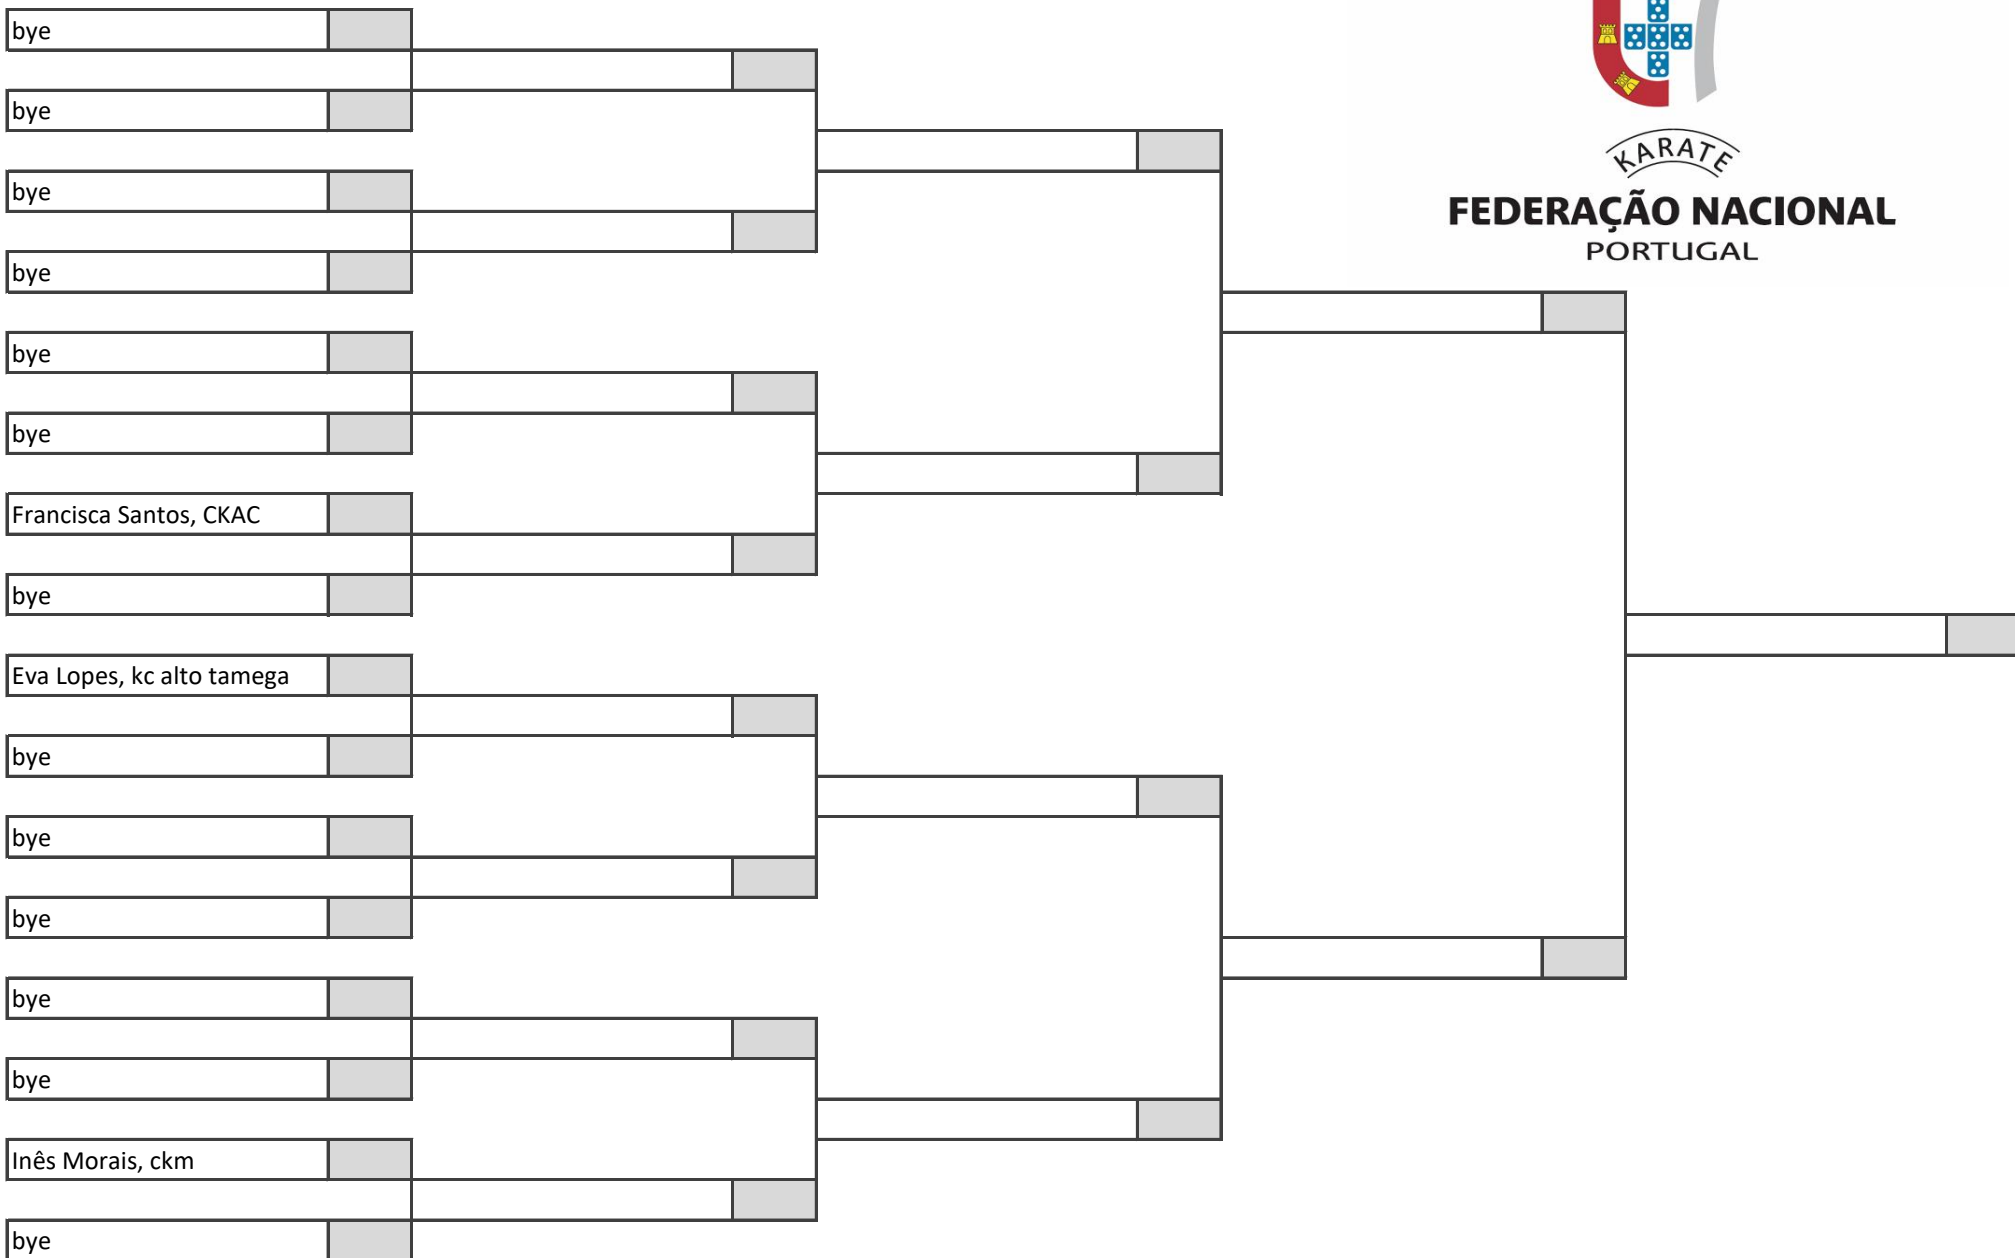 bye
bye
bye
bye
bye
bye
Francisca Santos, CKAC
bye
Eva Lopes, kc alto tamega
bye
bye
bye
bye
bye
Inês Morais, ckm
bye
KARATE
FEDERAÇÃO NACIONAL
PORTUGAL